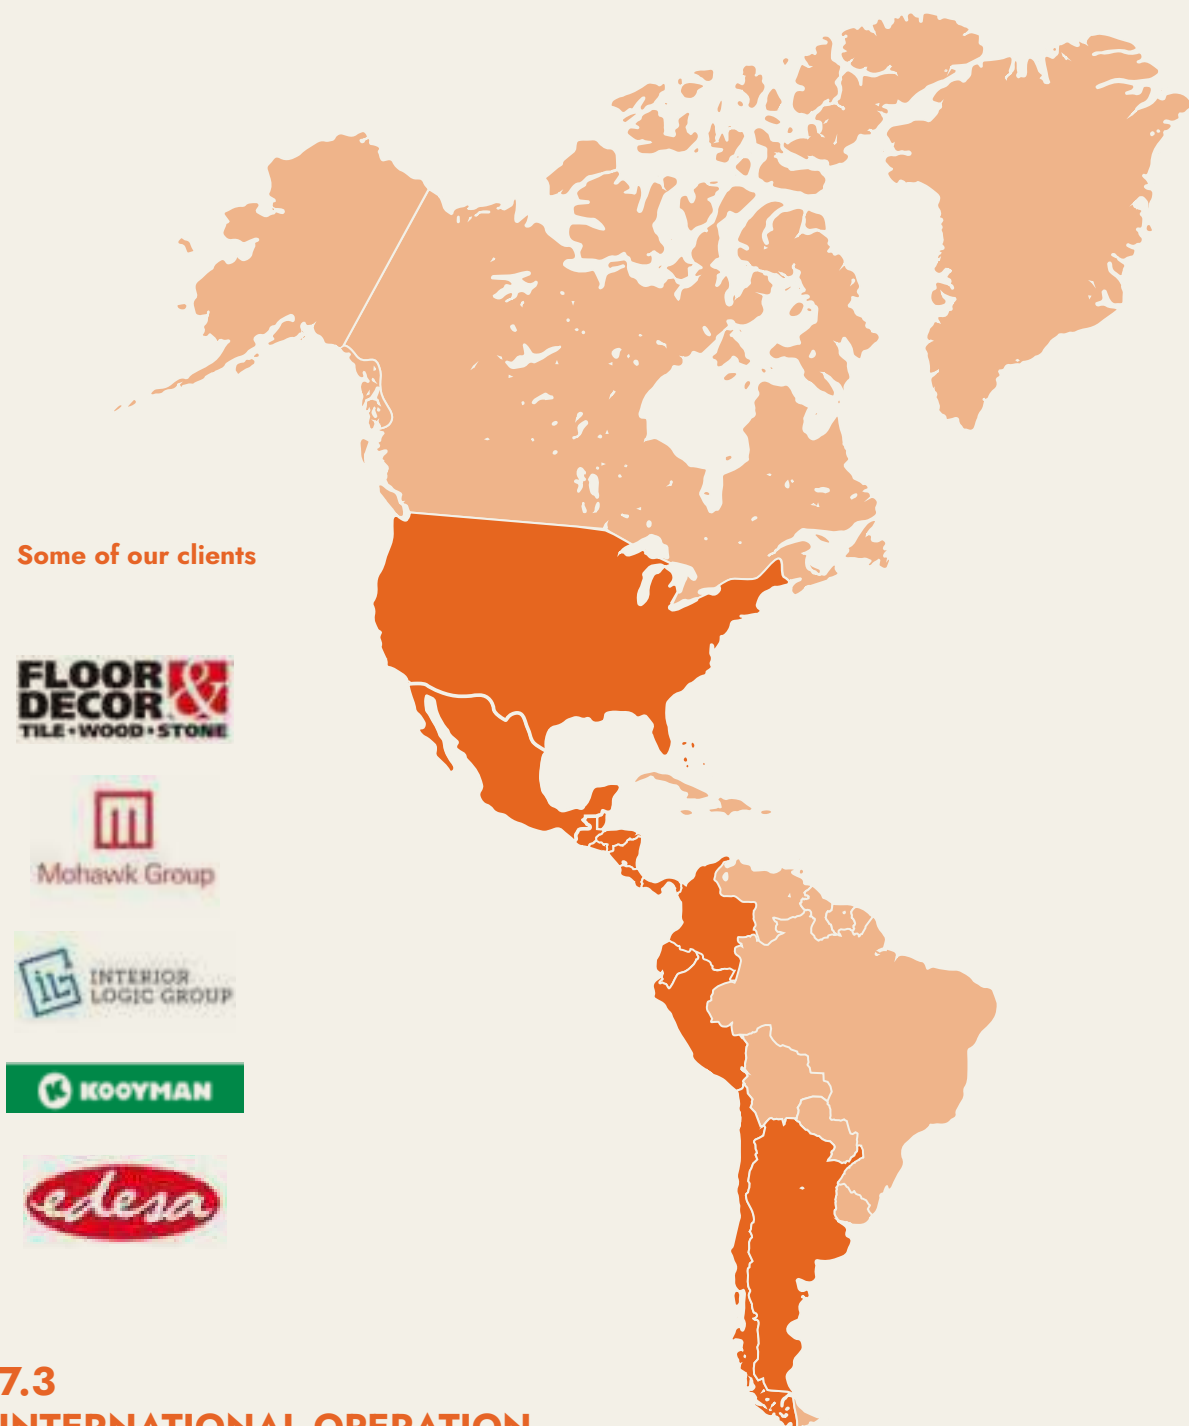 Some of our clients
FLOOR &
DECOR
TILE • WOOD • STONE
Mohawk Group
INTERIOR
LOGIC GROUP
KOOYMAN
edesa
7.3
INTERNATIONAL OPERATION